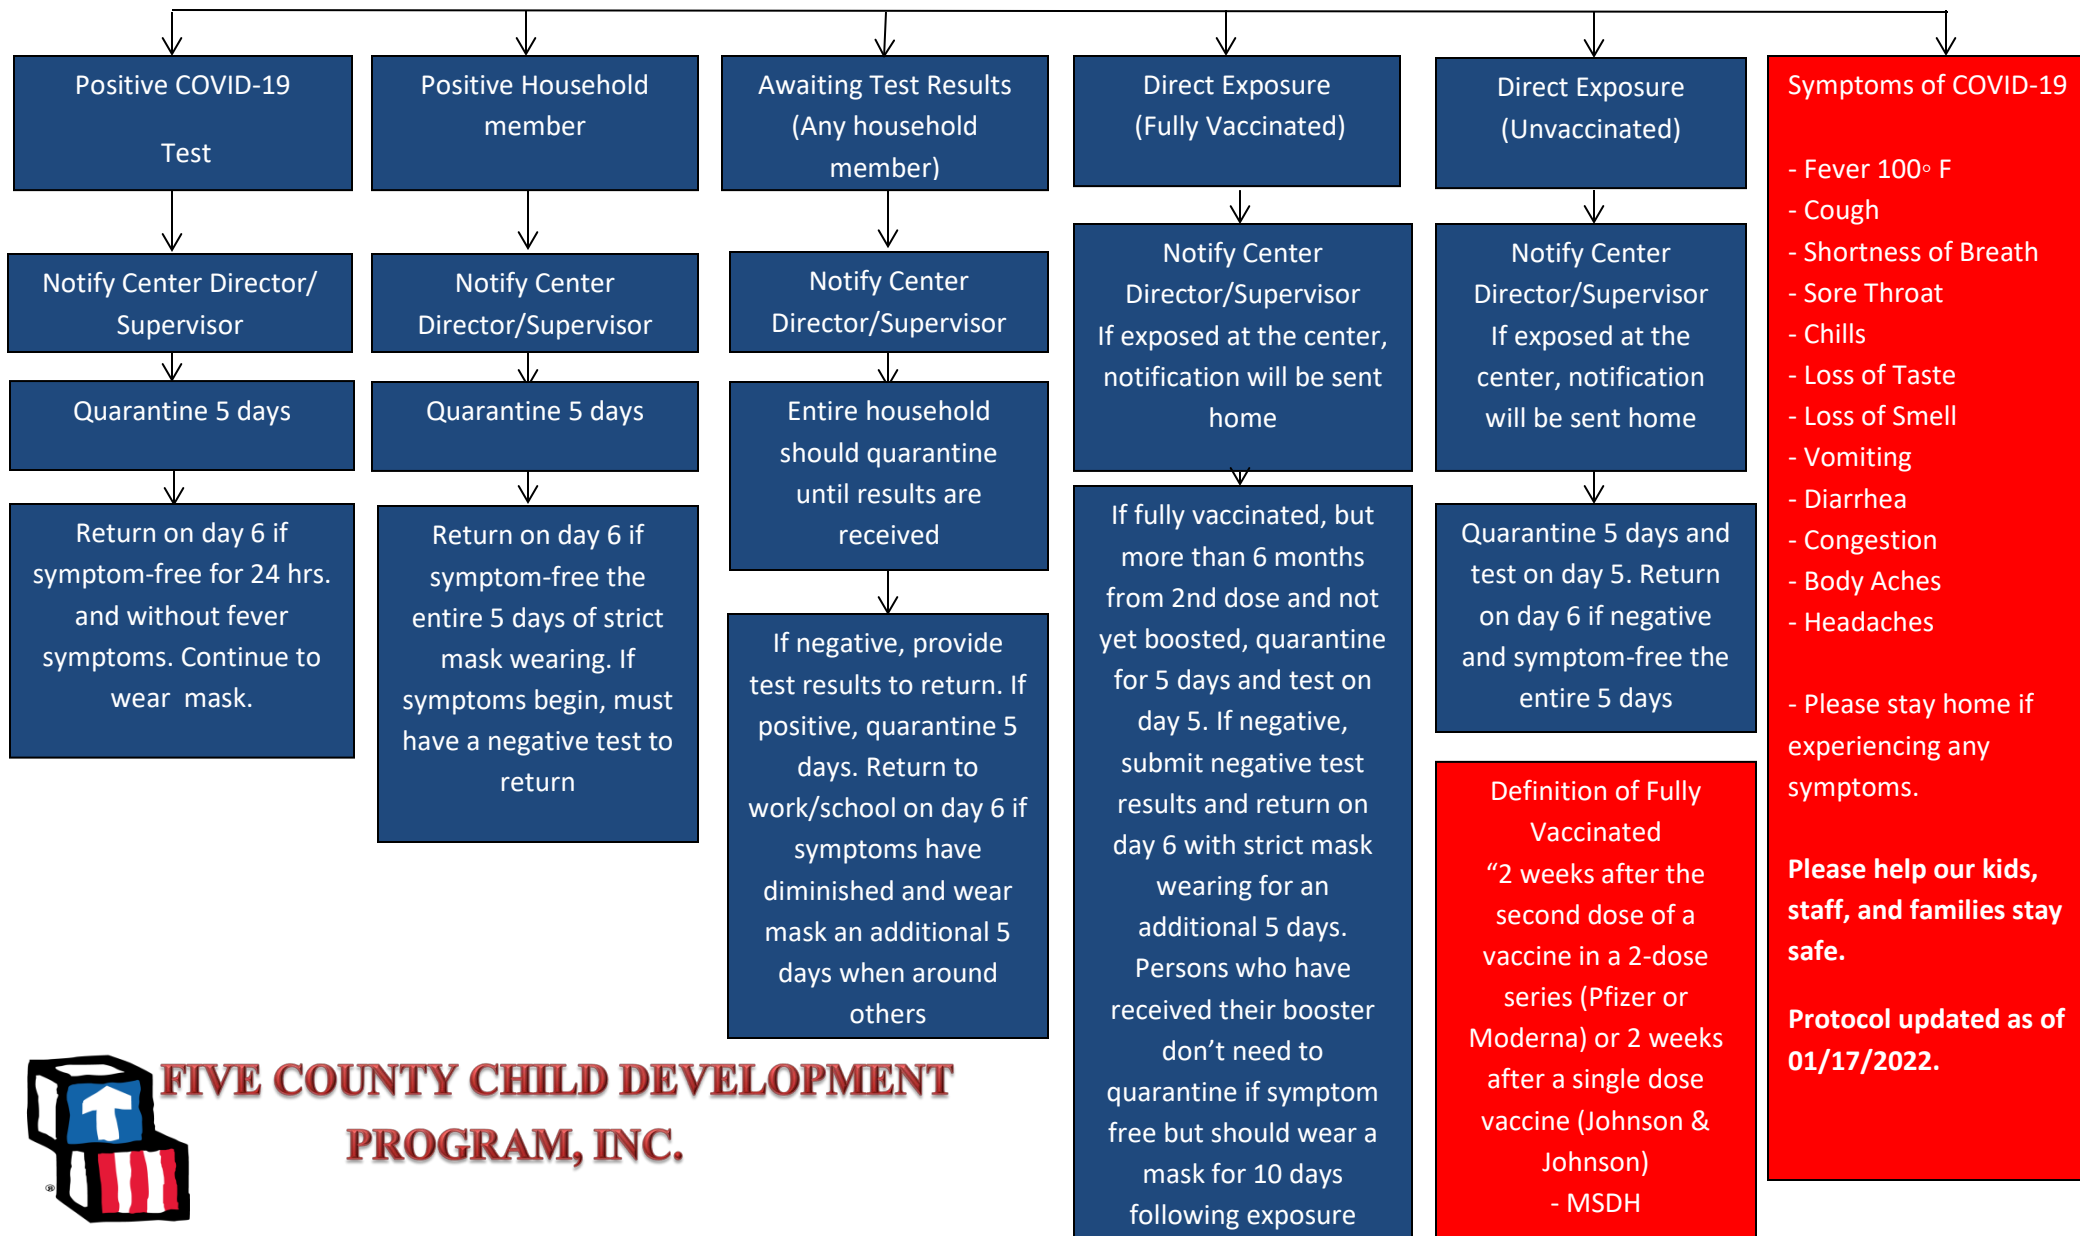 Positive COVID-19
Test
Notify Center Director/
Supervisor
Quarantine 5 days
Return on day 6 if
symptom-free for 24 hrs.
and without fever
symptoms. Continue to
wear  mask.
Positive Household
member
Notify Center
Director/Supervisor
Quarantine 5 days
Return on day 6 if
symptom-free the
entire 5 days of strict
mask wearing. If
symptoms begin, must
have a negative test to
return
Awaiting Test Results
(Any household
member)
Notify Center
Director/Supervisor
Entire household
should quarantine
until results are
received
If negative, provide
test results to return. If
positive, quarantine 5
days. Return to
work/school on day 6 if
symptoms have
diminished and wear
mask an additional 5
days when around
others
Direct Exposure
(Fully Vaccinated)
Notify Center
Director/Supervisor
If exposed at the center,
notification will be sent
home
If fully vaccinated, but
more than 6 months
from 2nd dose and not
yet boosted, quarantine
for 5 days and test on
day 5. If negative,
submit negative test
results and return on
day 6 with strict mask
wearing for an
additional 5 days.
Persons who have
received their booster
don’t need to
quarantine if symptom
free but should wear a
mask for 10 days
following exposure
Direct Exposure
(Unvaccinated)
Notify Center
Director/Supervisor
If exposed at the
center, notification
will be sent home
Quarantine 5 days and
test on day 5. Return
on day 6 if negative
and symptom-free the
entire 5 days
Definition of Fully
Vaccinated
“2 weeks after the
second dose of a
vaccine in a 2-dose
series (Pfizer or
Moderna) or 2 weeks
after a single dose
vaccine (Johnson &
Johnson)
- MSDH
Symptoms of COVID-19
- Fever 100◦ F
- Cough
- Shortness of Breath
- Sore Throat
- Chills
- Loss of Taste
- Loss of Smell
- Vomiting
- Diarrhea
- Congestion
- Body Aches
- Headaches
- Please stay home if
experiencing any
symptoms.
Please help our kids,
staff, and families stay
safe.
Protocol updated as of
01/17/2022.
FIVE COUNTY CHILD DEVELOPMENT
PROGRAM, INC.
®